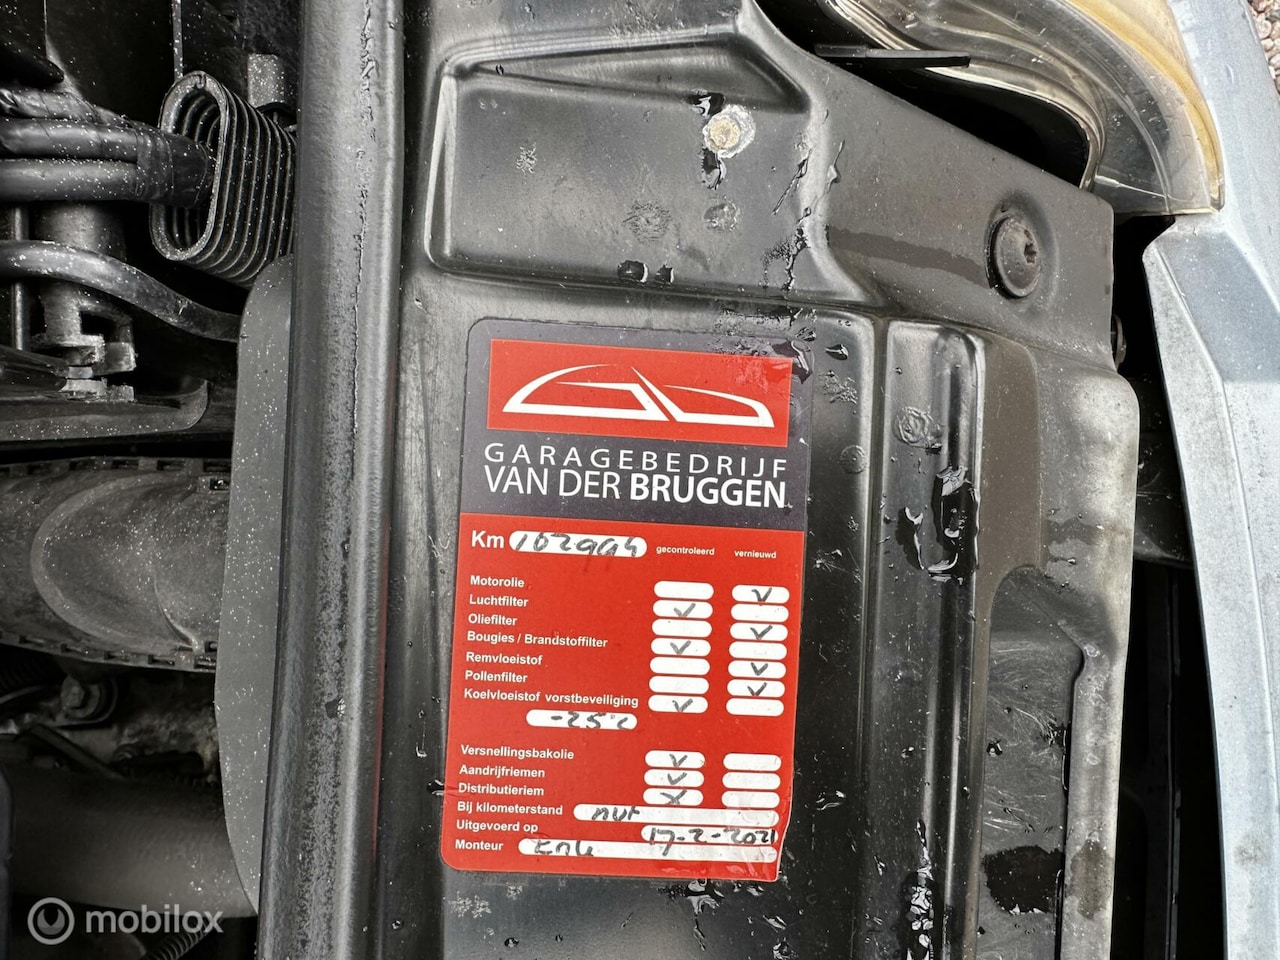 GARAGEBEDRIJF
VAN DER BRUGGEN
Km 102994 gecontroleerd vernieuwd
Motorolie
Luchtfilter
Oliefilter
Bougies / Brandstoffilter
Remvloeistof
Pollenfilter
Koelvloeistof vorstbeveiliging
-25°c
Versnellingsbakolie
Aandrijfriemen
Distributieriem
Bij kilometerstand
Uitgevoerd op 17-2-2021
Monteur
mobilox